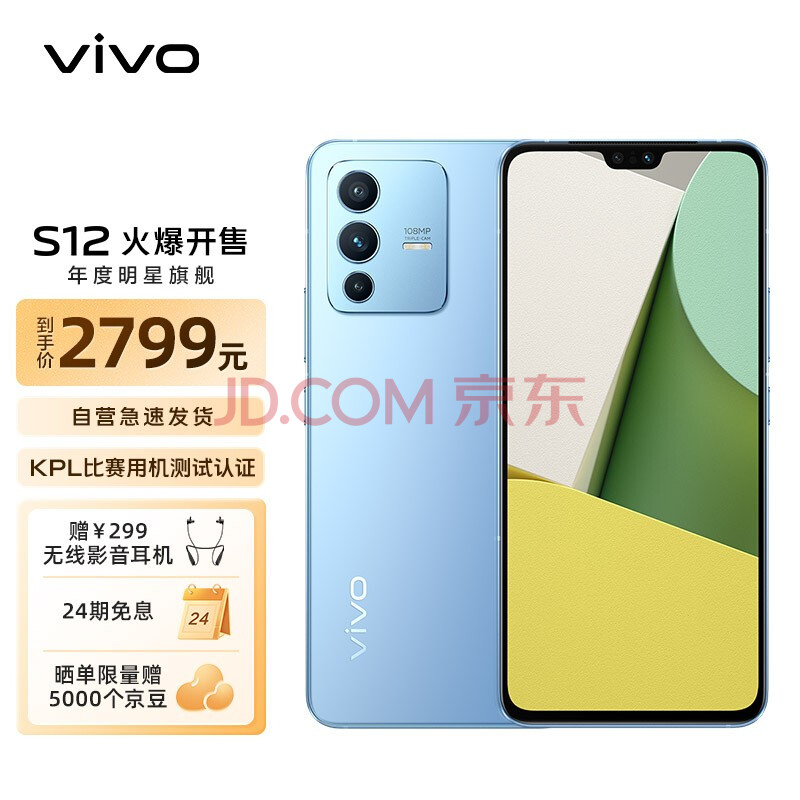 vivo
S12 火爆开售
年度明星旗舰
到手价 2799元
自营急速发货
KPL比赛用机测试认证
赠¥299
无线影音耳机
24期免息
24
晒单限量赠
5000个京豆
108MP
TRIPLE-CAM
JD.COM 京东
vivo